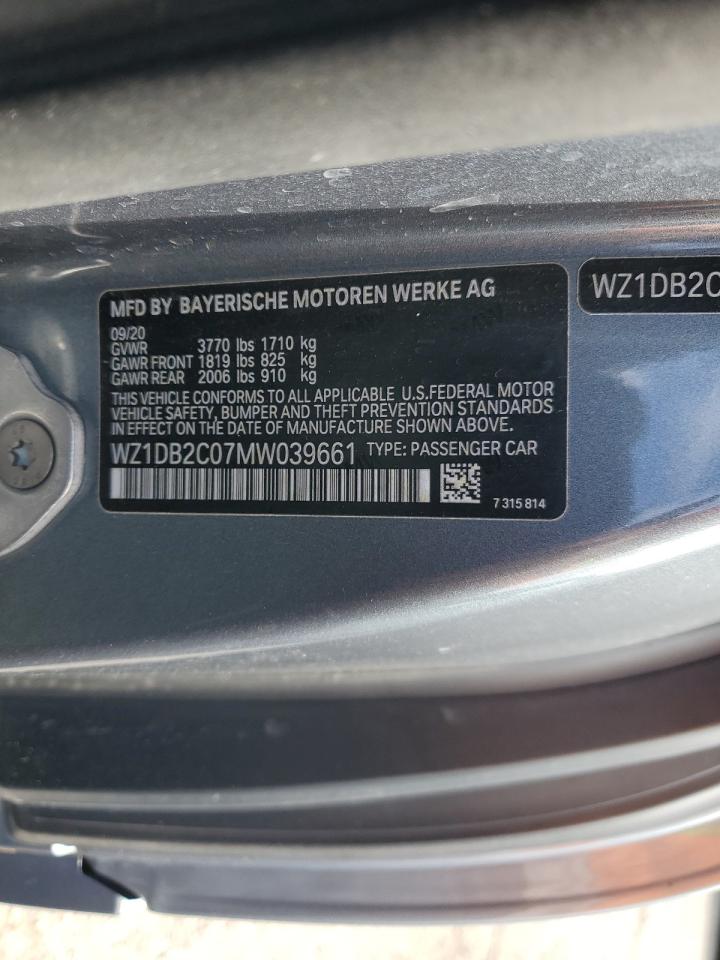 MFD BY BAYERISCHE MOTOREN WERKE AG
09/20
GVWR 3770 lbs 1710 kg
GAWR FRONT 1819 lbs 825 kg
GAWR REAR 2006 lbs 910 kg
THIS VEHICLE CONFORMS TO ALL APPLICABLE U.S.FEDERAL MOTOR
VEHICLE SAFETY, BUMPER AND THEFT PREVENTION STANDARDS
IN EFFECT ON THE DATE OF MANUFACTURE SHOWN ABOVE.
WZ1DB2C07MW039661 TYPE: PASSENGER CAR
7 315 814
WZ1DB2C